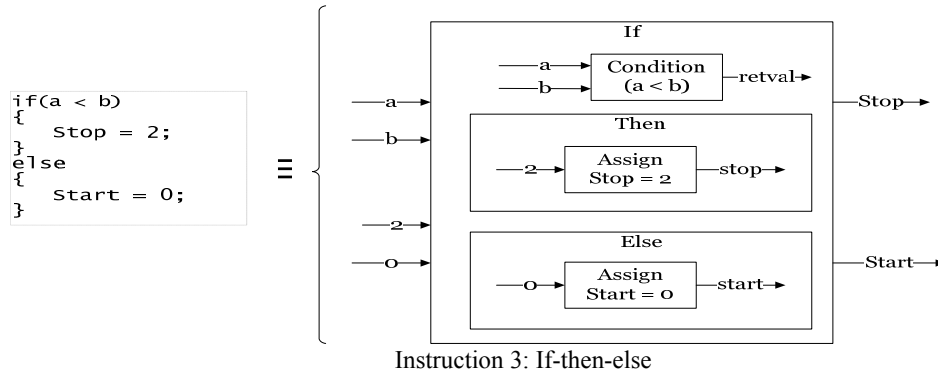 if(a < b)
{
Stop = 2;
}
else
{
Start = 0;
}
≡
{
a
b
2
0
If
a
b
Condition
(a < b)
retval
Then
2
Assign
Stop = 2
stop
Else
0
Assign
Start = 0
start
Stop
Start
Instruction 3: If-then-else